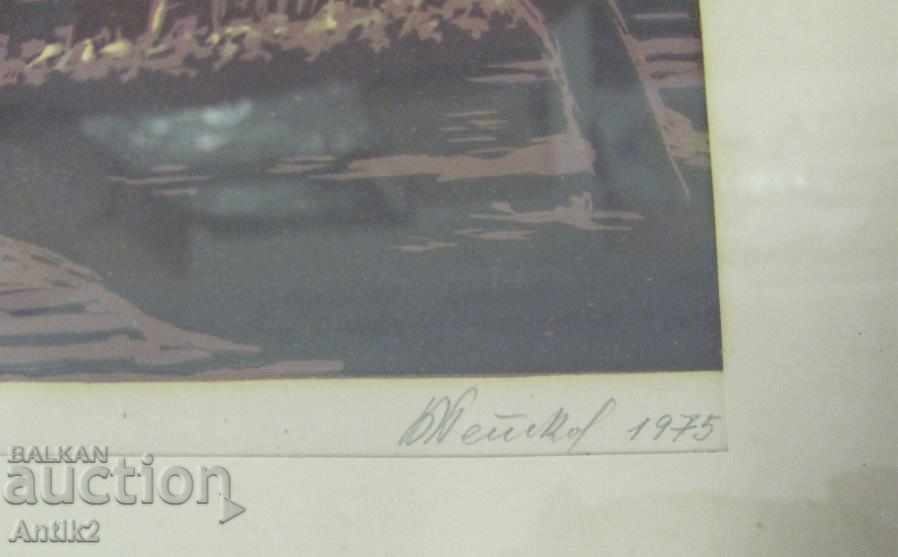 1975
BALKAN
auction
Antik2